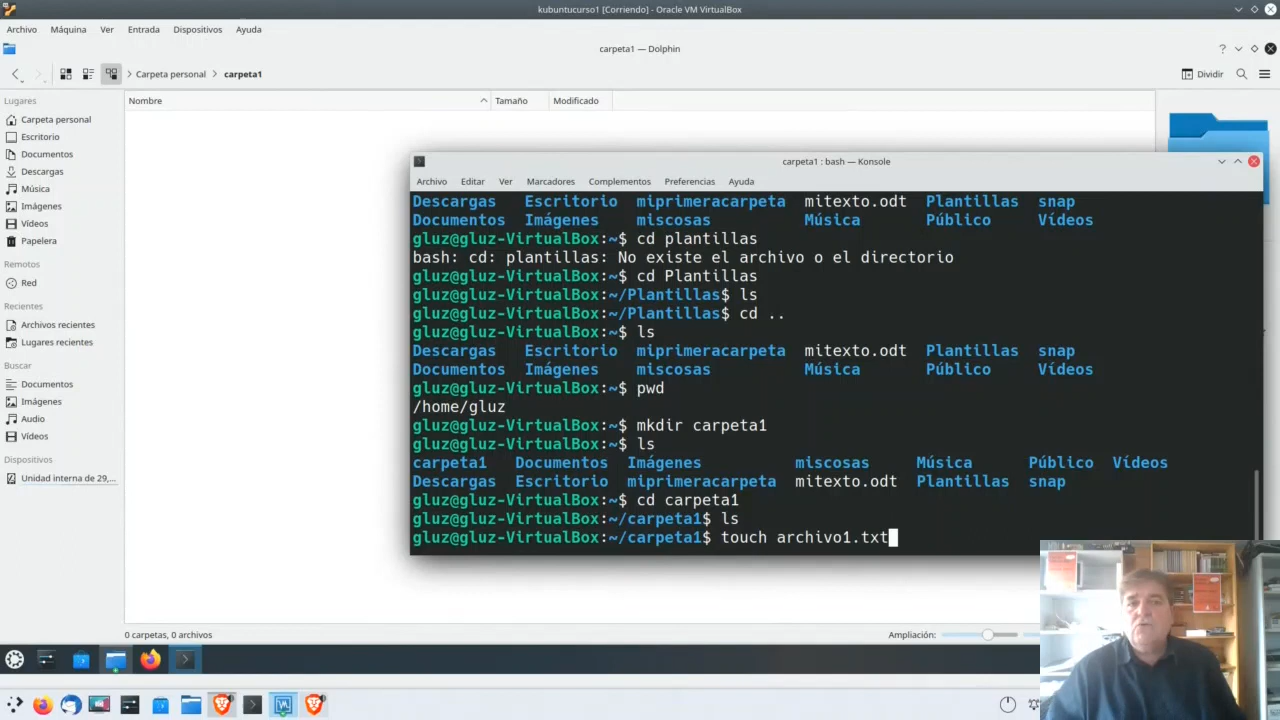 kubuntucurso1 [Corriendo] - Oracle VM VirtualBox
Archivo Máquina Ver Entrada Dispositivos Ayuda
carpeta1 — Dolphin
Carpeta personal carpeta1
Dividir
Lugares
Carpeta personal
Escritorio
Documentos
Descargas
Música
Imágenes
Vídeos
Papelera
Remotos
Red
Recientes
Archivos recientes
Lugares recientes
Buscar
Documentos
Imágenes
Audio
Vídeos
Dispositivos
Unidad interna de 29,...
Nombre Tamaño Modificado
carpeta1 : bash — Konsole
Archivo Editar Ver Marcadores Complementos Preferencias Ayuda
Descargas Escritorio miprimeracarpeta mitexto.odt Plantillas snap
Documentos Imágenes miscosas Música Público Vídeos
gluz@gluz-VirtualBox:~$ cd plantillas
bash: cd: plantillas: No existe el archivo o el directorio
gluz@gluz-VirtualBox:~$ cd Plantillas
gluz@gluz-VirtualBox:~/Plantillas$ ls
gluz@gluz-VirtualBox:~/Plantillas$ cd ..
gluz@gluz-VirtualBox:~$ ls
Descargas Escritorio miprimeracarpeta mitexto.odt Plantillas snap
Documentos Imágenes miscosas Música Público Vídeos
gluz@gluz-VirtualBox:~$ pwd
/home/gluz
gluz@gluz-VirtualBox:~$ mkdir carpeta1
gluz@gluz-VirtualBox:~$ ls
carpeta1 Documentos Imágenes miscosas Música Público Vídeos
Descargas Escritorio miprimeracarpeta mitexto.odt Plantillas snap
gluz@gluz-VirtualBox:~$ cd carpeta1
gluz@gluz-VirtualBox:~/carpeta1$ ls
gluz@gluz-VirtualBox:~/carpeta1$ touch archivo1.txt
0 carpetas, 0 archivos
Ampliación: